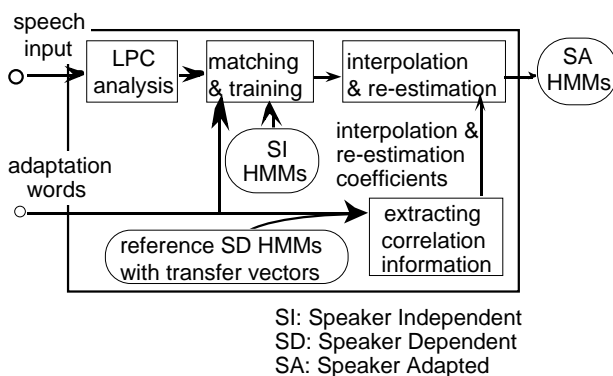 speech
input
LPC
analysis
matching
& training
interpolation
& re-estimation
SA
HMMs
SI
HMMs
interpolation &
re-estimation
coefficients
adaptation
words
reference SD HMMs
with transfer vectors
extracting
correlation
information
SI: Speaker Independent
SD: Speaker Dependent
SA: Speaker Adapted